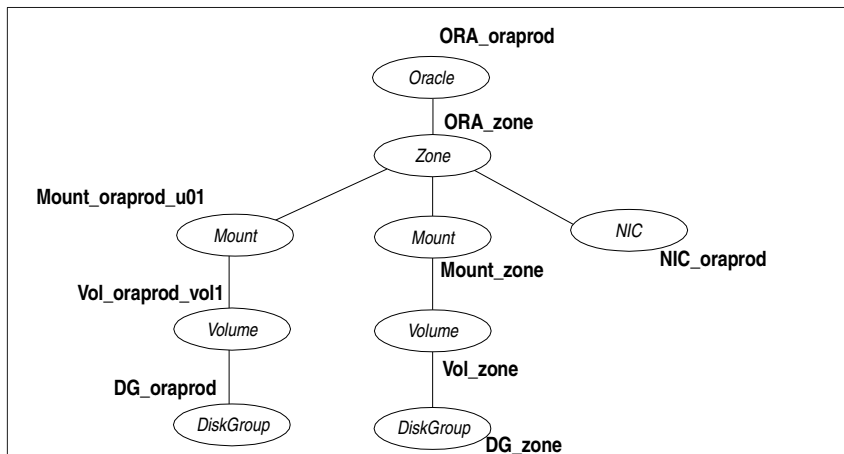 ORA_oraprod
Oracle
ORA_zone
Zone
Mount_oraprod_u01
Mount
Mount
NIC
Mount_zone
NIC_oraprod
Vol_oraprod_vol1
Volume
Volume
Vol_zone
DG_oraprod
DiskGroup
DiskGroup
DG_zone